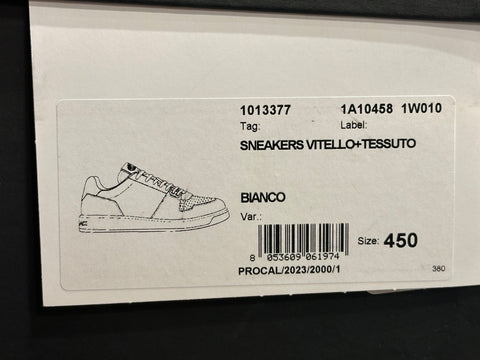 1013377 1A10458 1W010
Tag: Label:
SNEAKERS VITELLO+TESSUTO
BIANCO
Var.:
Size: 450
8 053609 061974
PROCAL/2023/2000/1
380